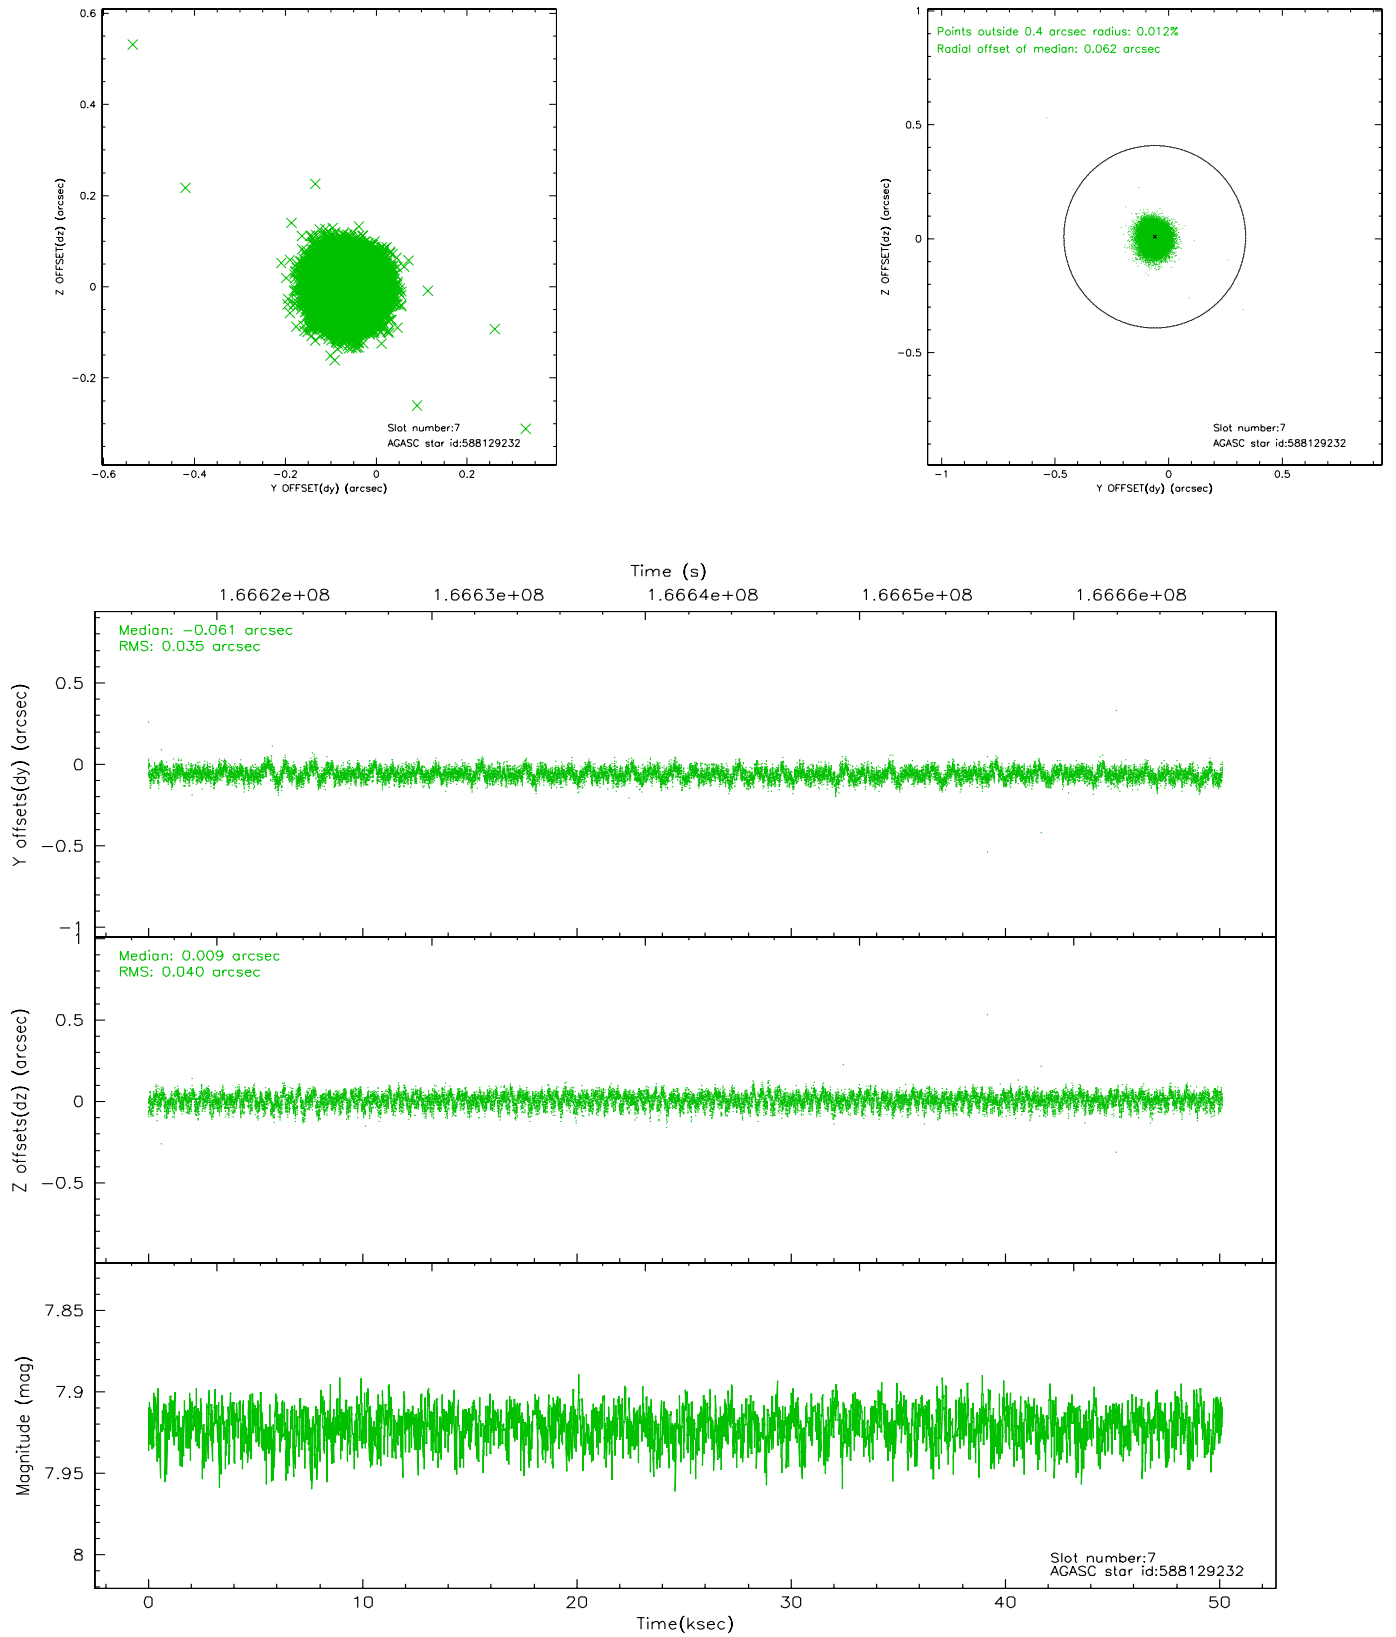 0.6
0.4
0.2
0
−0.2
Z OFFSET(dz) (arcsec)
Slot number:7
AGASC star id:588129232
−0.6 −0.4 −0.2 0 0.2
Y OFFSET(dy) (arcsec)
Points outside 0.4 arcsec radius: 0.012%
Radial offset of median: 0.062 arcsec
1
0.5
0
−0.5
Z OFFSET(dz) (arcsec)
Slot number:7
AGASC star id:588129232
−1 −0.5 0 0.5
Y OFFSET(dy) (arcsec)
Time (s)
1.6662e+08 1.6663e+08 1.6664e+08 1.6665e+08 1.6666e+08
Median: −0.061 arcsec
RMS: 0.035 arcsec
0.5
0
−0.5
−1
Y offsets(dy) (arcsec)
Median: 0.009 arcsec
RMS: 0.040 arcsec
1
0.5
0
−0.5
Z offsets(dz) (arcsec)
7.85
7.9
7.95
8
Magnitude (mag)
Slot number:7
AGASC star id:588129232
0 10 20 30 40 50
Time(ksec)